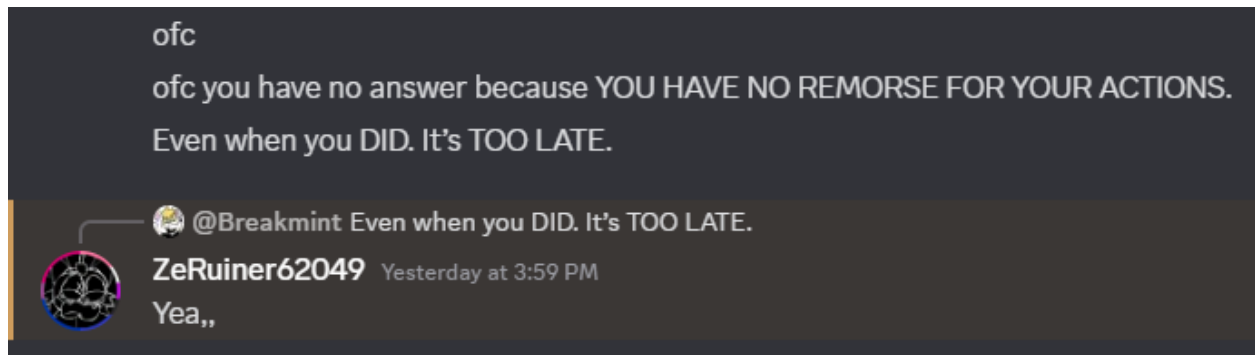 ofc
ofc you have no answer because YOU HAVE NO REMORSE FOR YOUR ACTIONS.
Even when you DID. It’s TOO LATE.
@Breakmint Even when you DID. It’s TOO LATE.
ZeRuiner62049 Yesterday at 3:59 PM
Yea,,